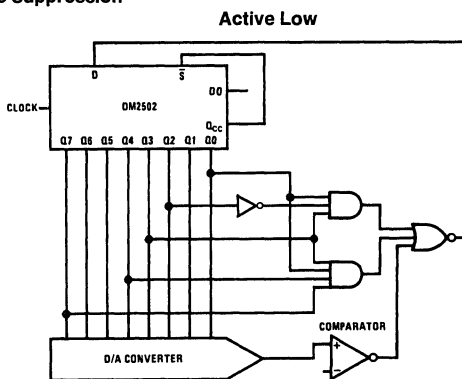 Suppression
Active Low
D
S̅
DO
CLOCK
DM2502
QCC
Q7 Q6 Q5 Q4 Q3 Q2 Q1 Q0
COMPARATOR
+
−
D/A CONVERTER